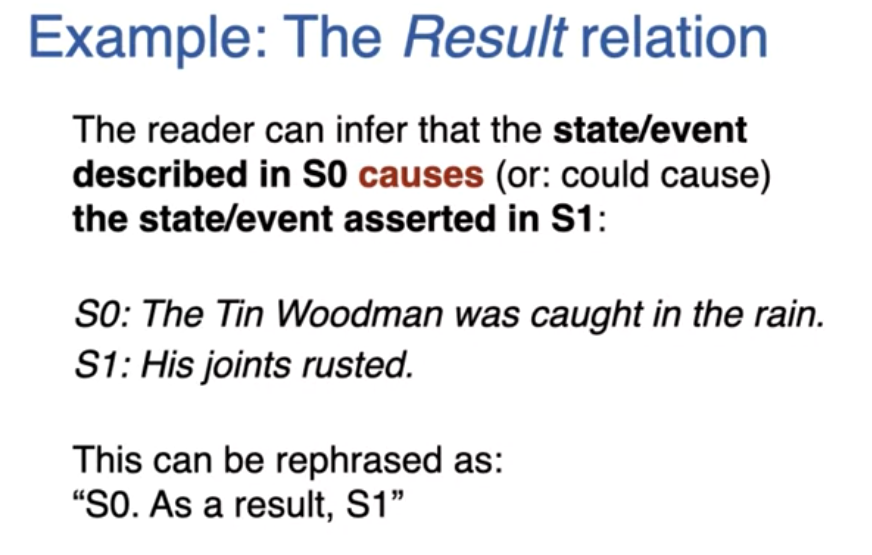 Example: The Result relation
The reader can infer that the state/event
described in S0 causes (or: could cause)
the state/event asserted in S1:
S0: The Tin Woodman was caught in the rain.
S1: His joints rusted.
This can be rephrased as:
“S0. As a result, S1”